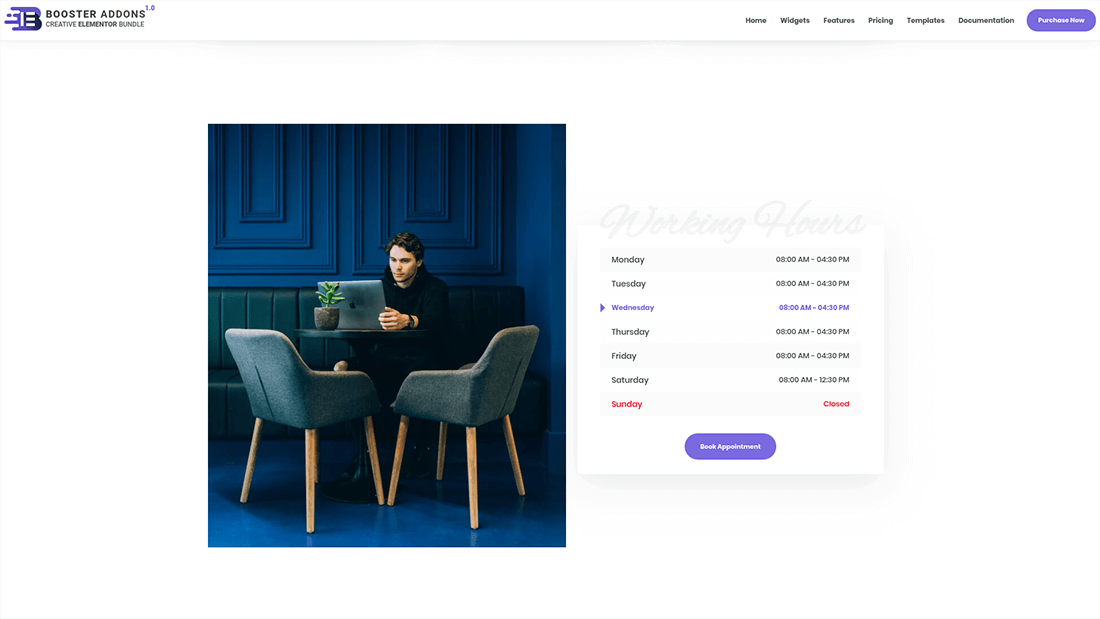 BOOSTER ADDONS 1.0
CREATIVE ELEMENTOR BUNDLE
Home Widgets Features Pricing Templates Documentation Purchase Now
Working Hours
Monday 08:00 AM - 04:30 PM
Tuesday 08:00 AM - 04:30 PM
Wednesday 08:00 AM - 04:30 PM
Thursday 08:00 AM - 04:30 PM
Friday 08:00 AM - 04:30 PM
Saturday 08:00 AM - 12:30 PM
Sunday Closed
Book Appointment